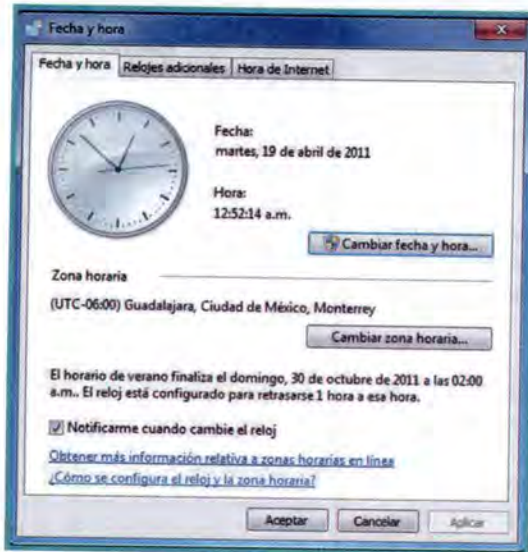 Fecha y hora
Fecha y hora Relojes adicionales Hora de Internet
Fecha:
martes, 19 de abril de 2011
Hora:
12:52:14 a.m.
Cambiar fecha y hora...
Zona horaria
(UTC-06:00) Guadalajara, Ciudad de México, Monterrey
Cambiar zona horaria...
El horario de verano finaliza el domingo, 30 de octubre de 2011 a las 02:00
a.m.. El reloj está configurado para retrasarse 1 hora a esa hora.
Notificarme cuando cambie el reloj
Obtener más información relativa a zonas horarias en línea
¿Cómo se configura el reloj y la zona horaria?
Aceptar Cancelar Aplicar